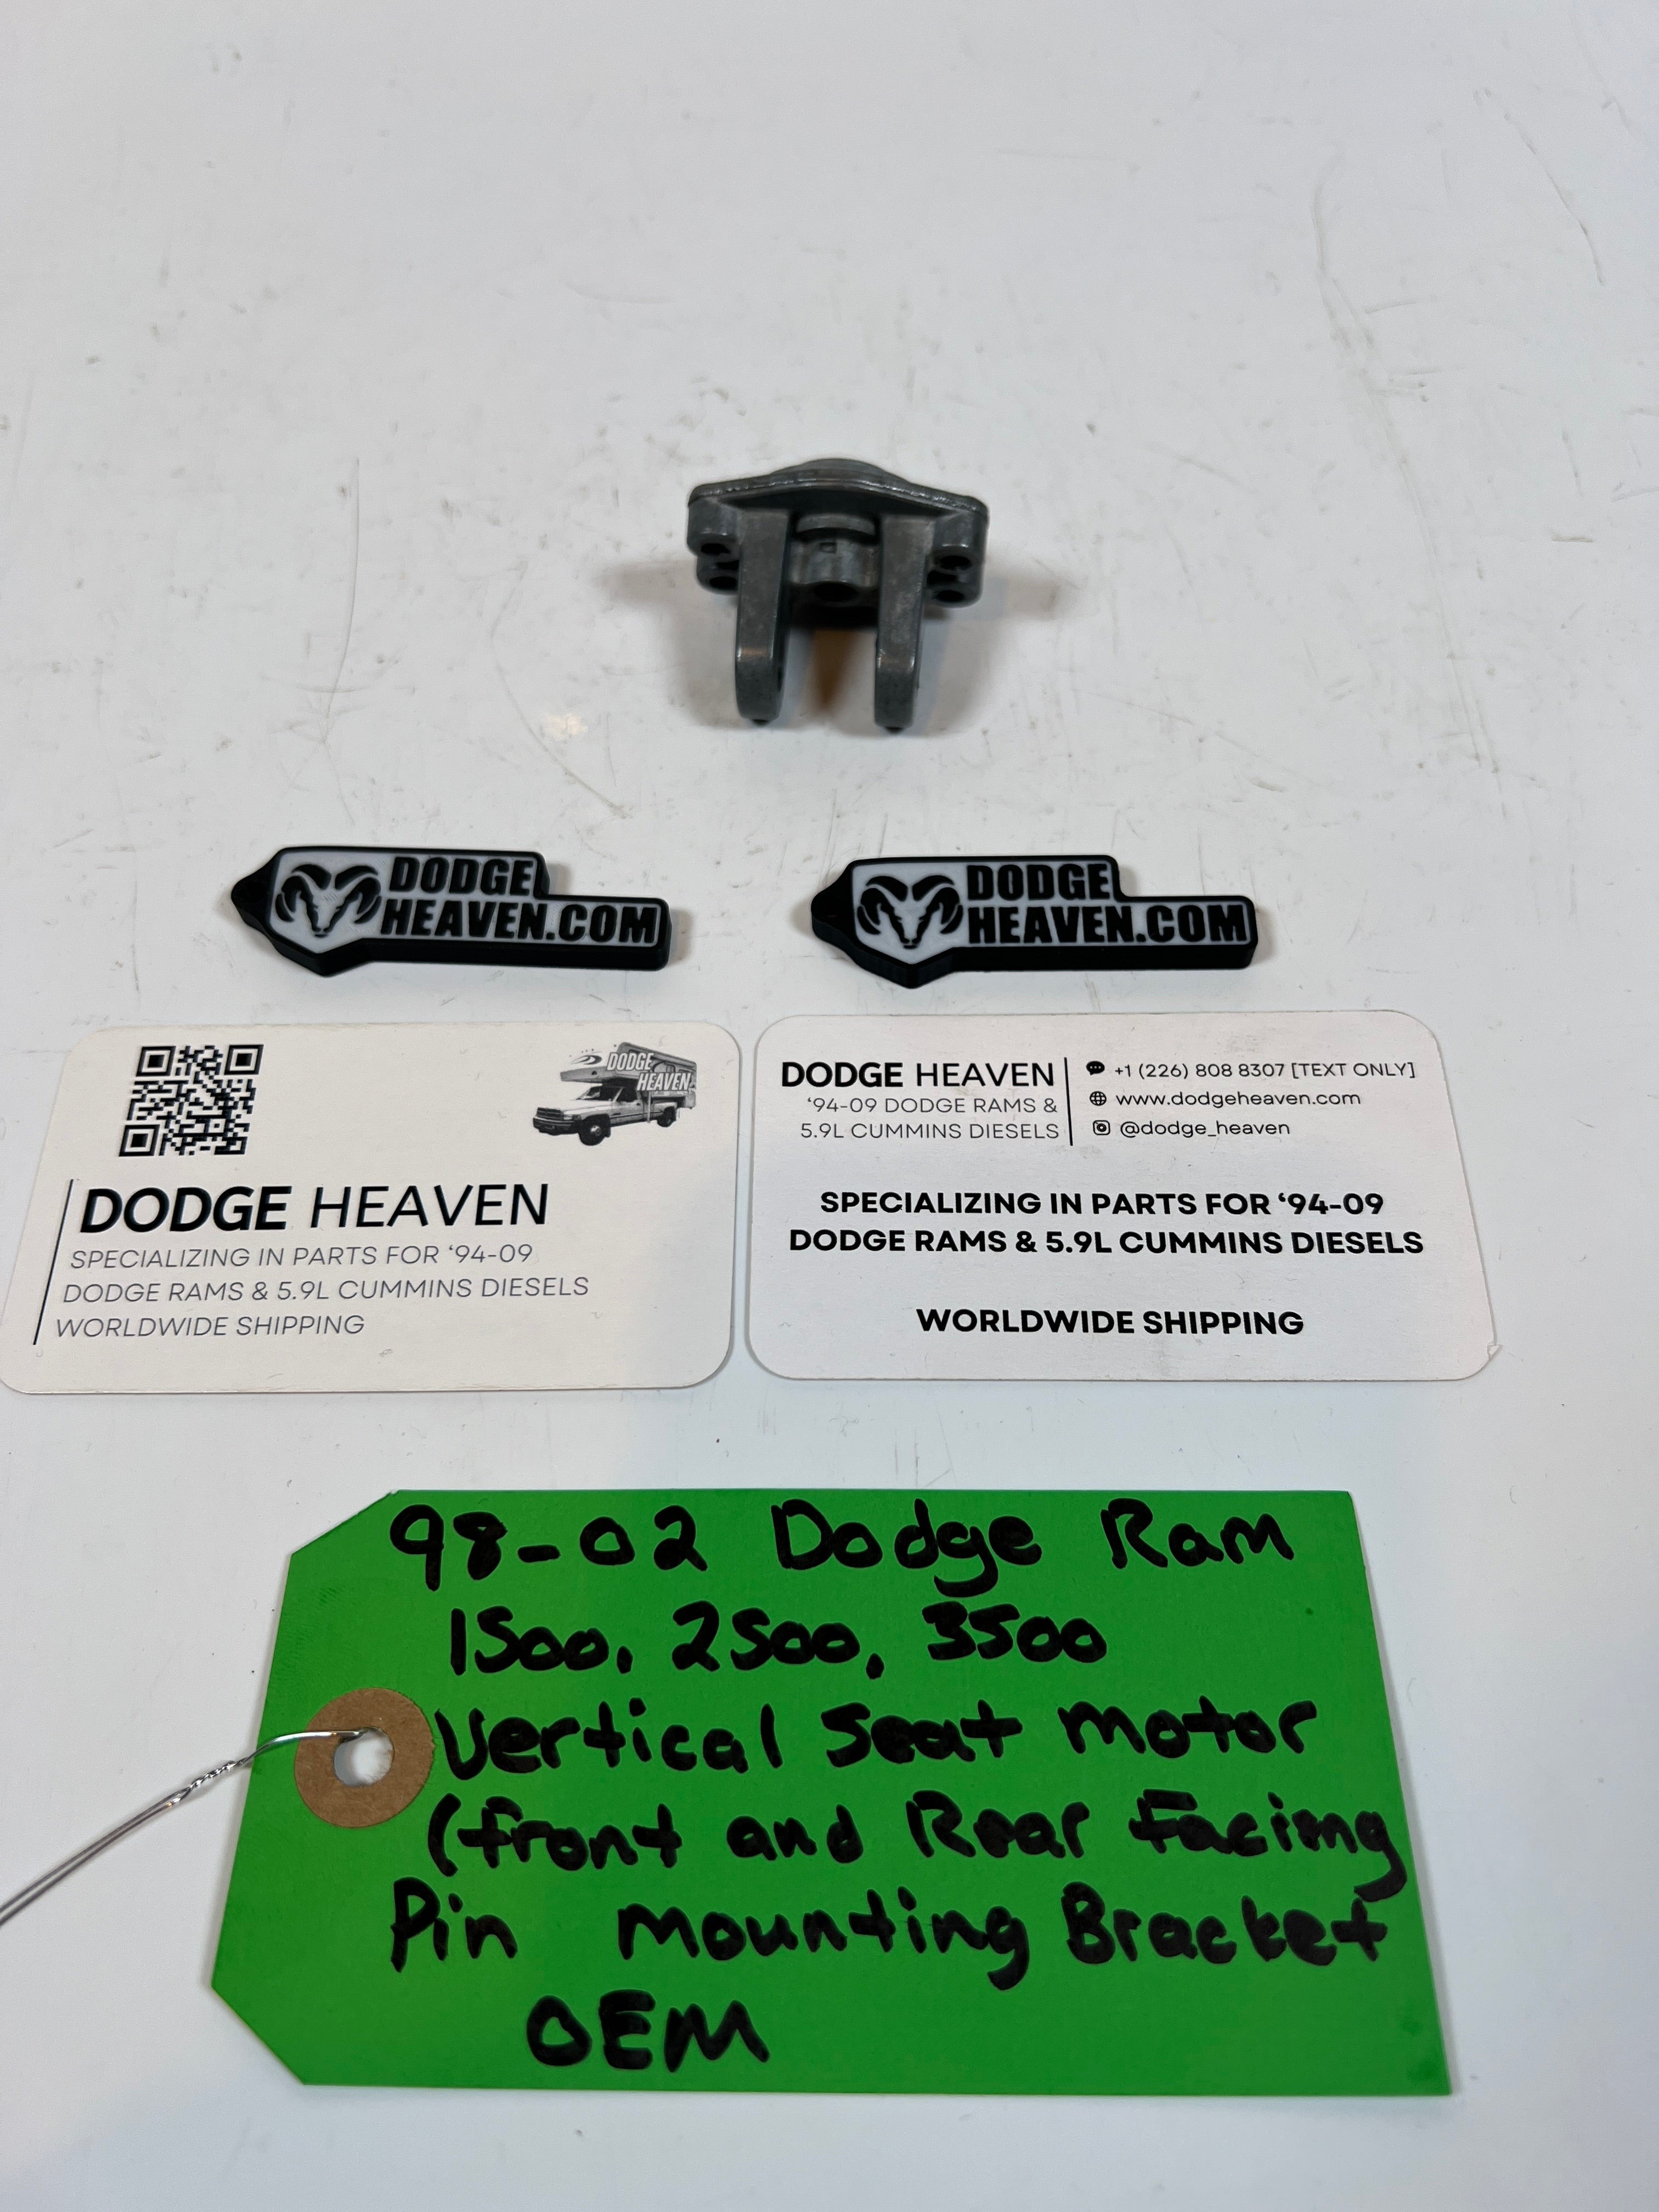 DODGE
HEAVEN.COM
DODGE
HEAVEN.COM
DODGE
HEAVEN
DODGE HEAVEN
SPECIALIZING IN PARTS FOR ‘94-09
DODGE RAMS & 5.9L CUMMINS DIESELS
WORLDWIDE SHIPPING
DODGE HEAVEN
‘94-09 DODGE RAMS &
5.9L CUMMINS DIESELS
+1 (226) 808 8307 [TEXT ONLY]
www.dodgeheaven.com
@dodge_heaven
SPECIALIZING IN PARTS FOR ‘94-09
DODGE RAMS & 5.9L CUMMINS DIESELS
WORLDWIDE SHIPPING
98-02 Dodge Ram
1500, 2500, 3500
Vertical Seat Motor
(front and Rear facing
Pin mounting Bracket
OEM